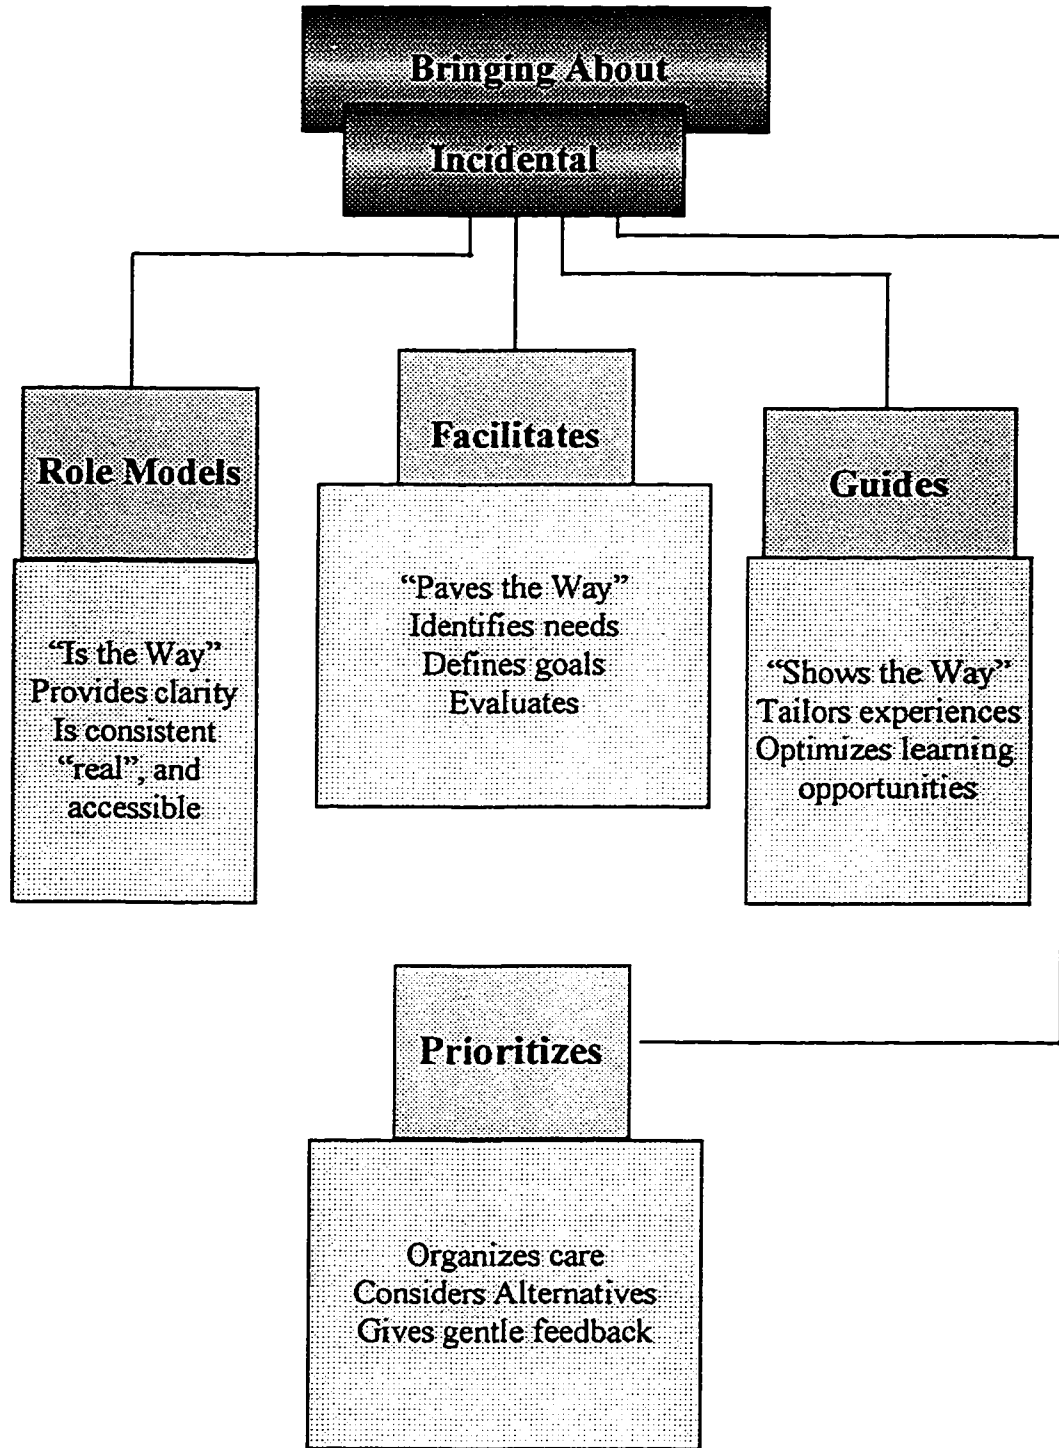 Bringing About
Incidental
Role Models
“Is the Way”
Provides clarity
Is consistent
“real”, and
accessible
Facilitates
“Paves the Way”
Identifies needs
Defines goals
Evaluates
Guides
“Shows the Way”
Tailors experiences
Optimizes learning
opportunities
Prioritizes
Organizes care
Considers Alternatives
Gives gentle feedback